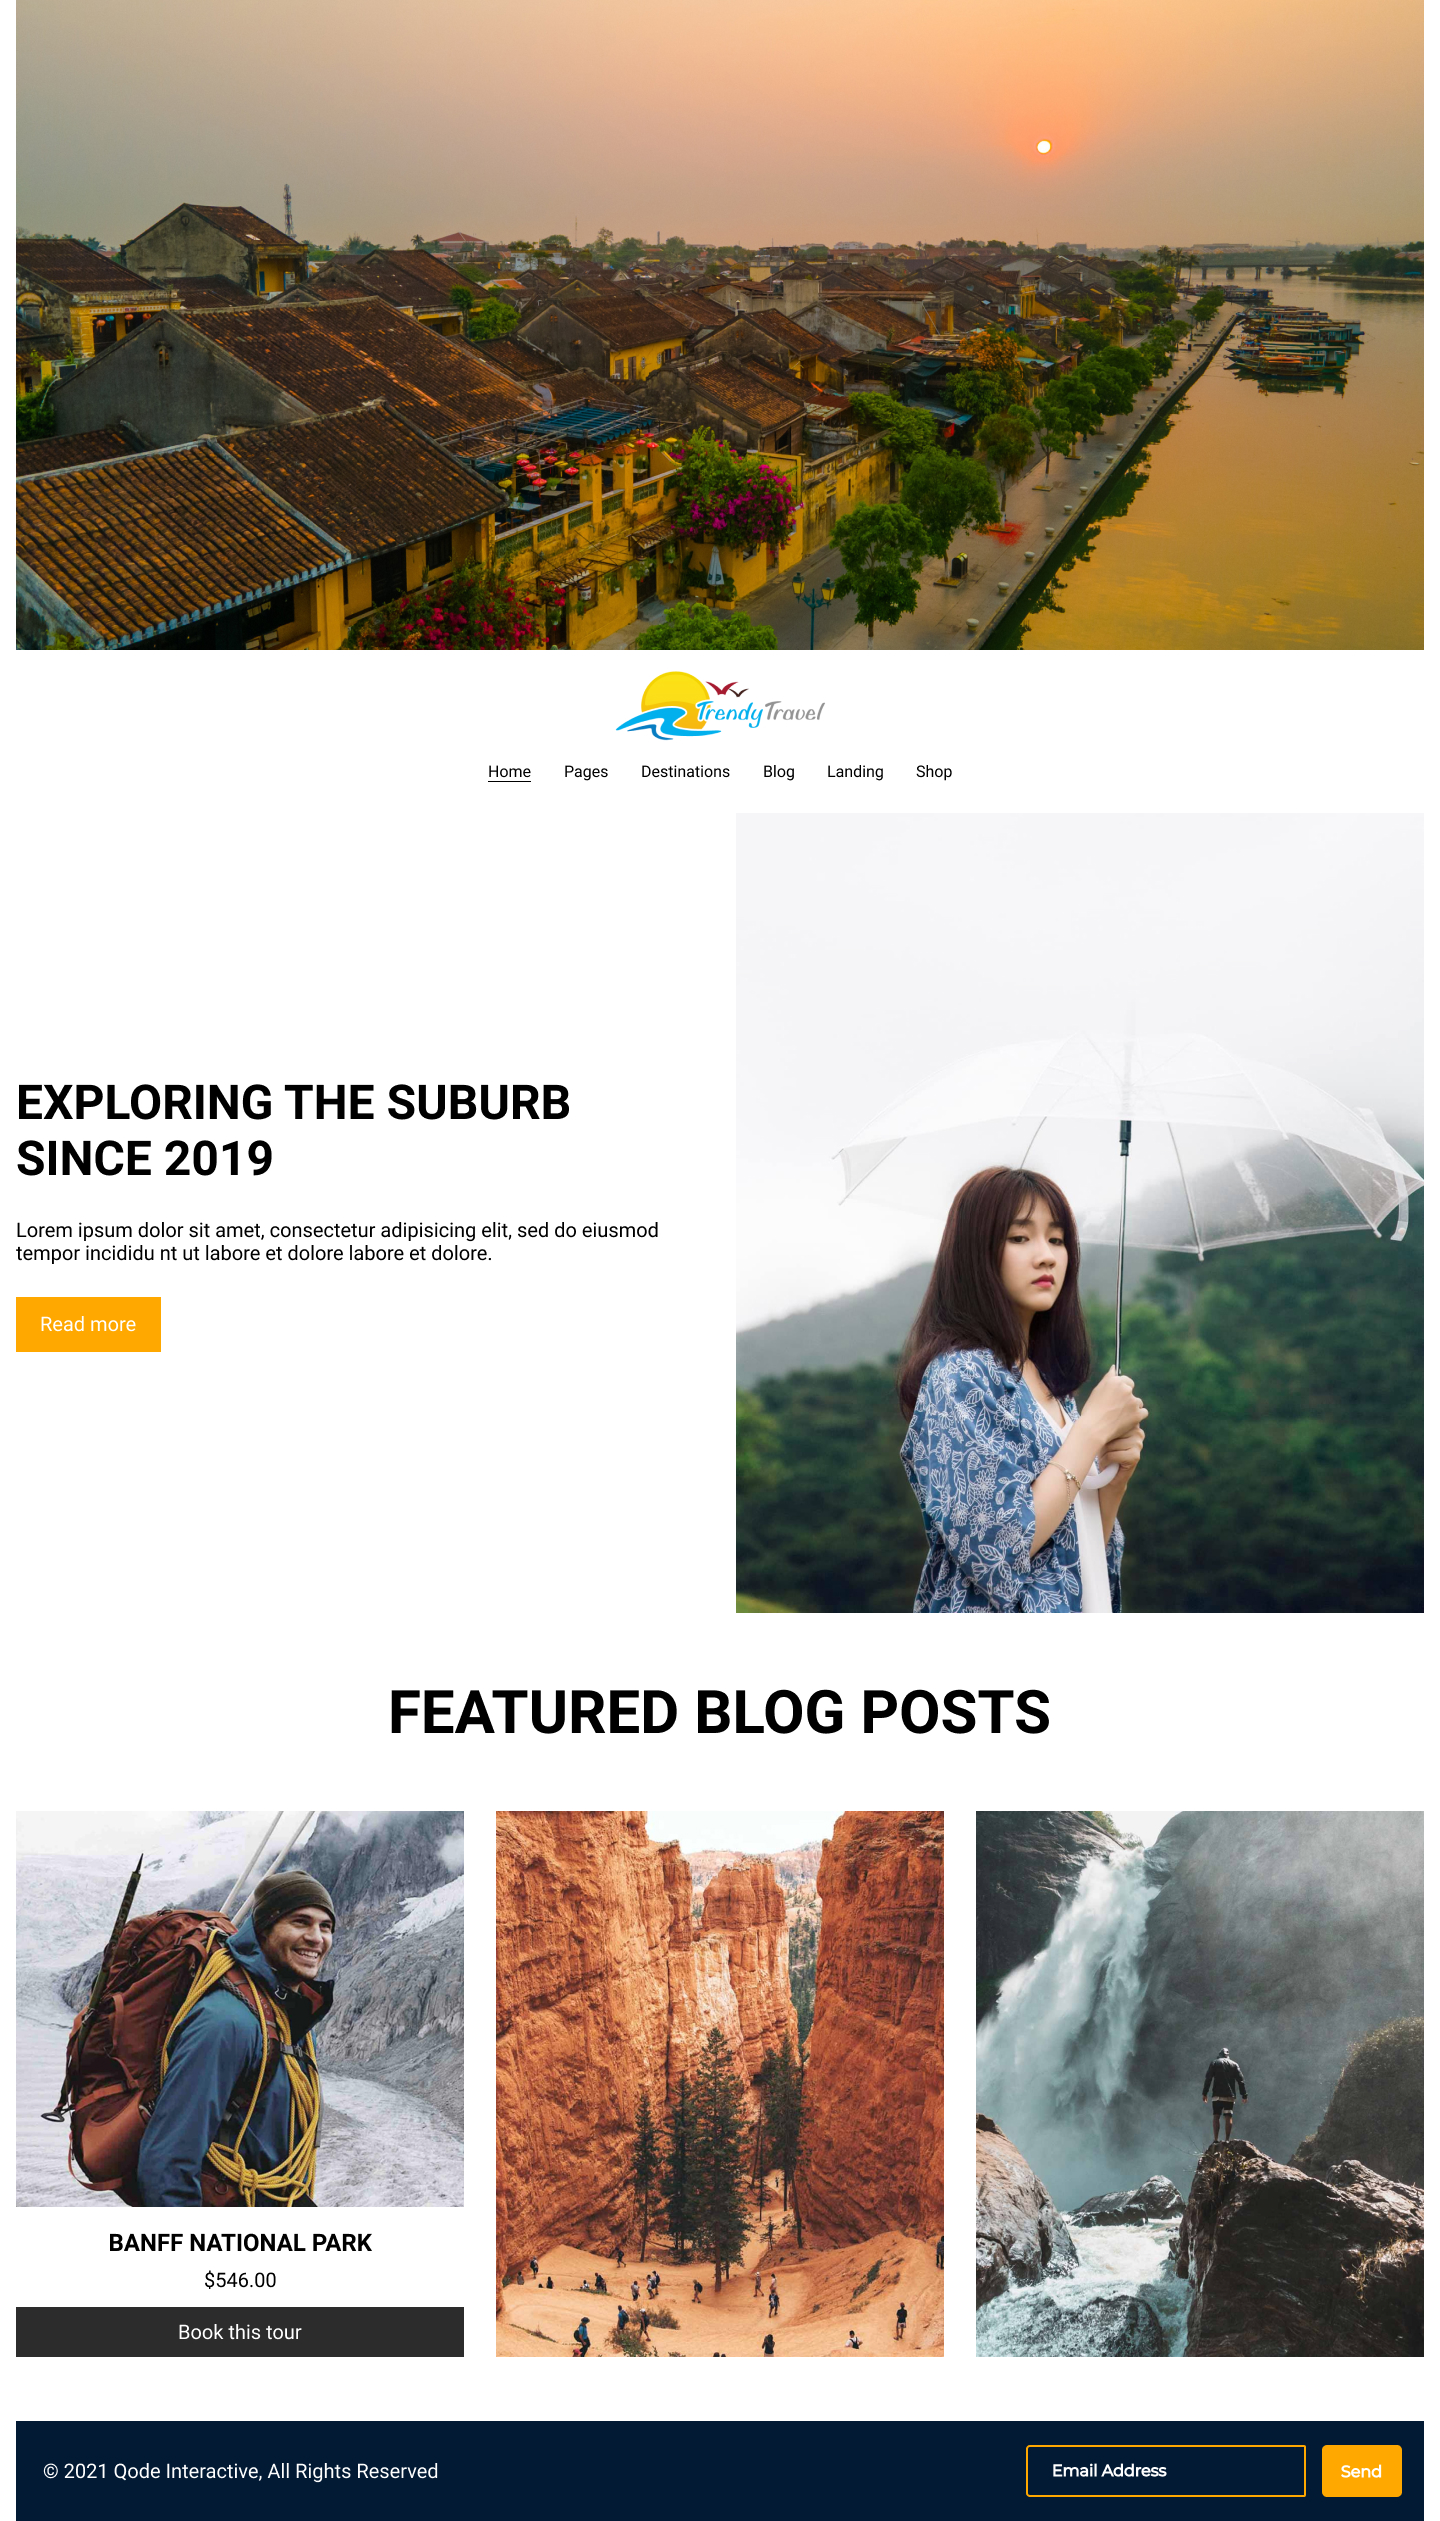 TrendyTravel
Home Pages Destinations Blog Landing Shop
EXPLORING THE SUBURB
SINCE 2019
Lorem ipsum dolor sit amet, consectetur adipisicing elit, sed do eiusmod
tempor incididu nt ut labore et dolore labore et dolore.
Read more
FEATURED BLOG POSTS
BANFF NATIONAL PARK
$546.00
Book this tour
© 2021 Qode Interactive, All Rights Reserved
Email Address
Send